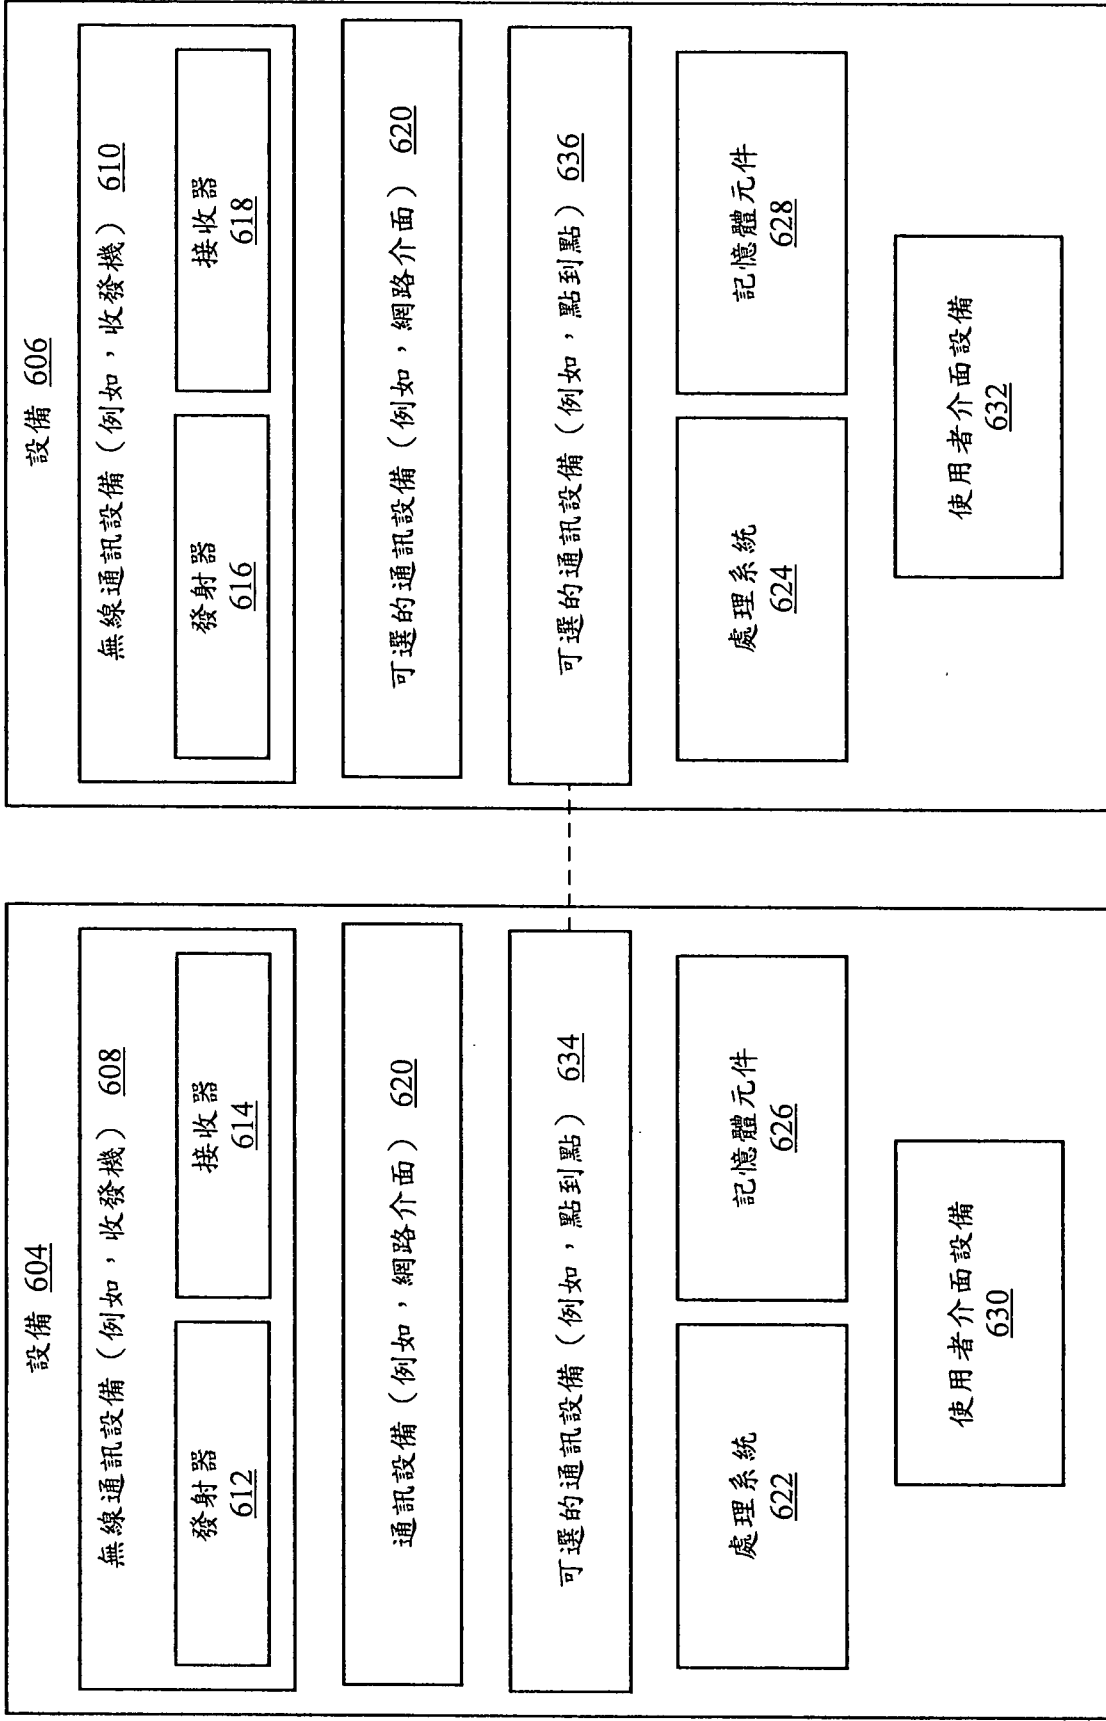 設備 604
無線通訊設備（例如，收發機）608
發射器
612
接收器
614
通訊設備（例如，網路介面）620
可選的通訊設備（例如，點到點）634
處理系統
622
記憶體元件
626
使用者介面設備
630
設備 606
無線通訊設備（例如，收發機）610
發射器
616
接收器
618
可選的通訊設備（例如，網路介面）620
可選的通訊設備（例如，點到點）636
處理系統
624
記憶體元件
628
使用者介面設備
632